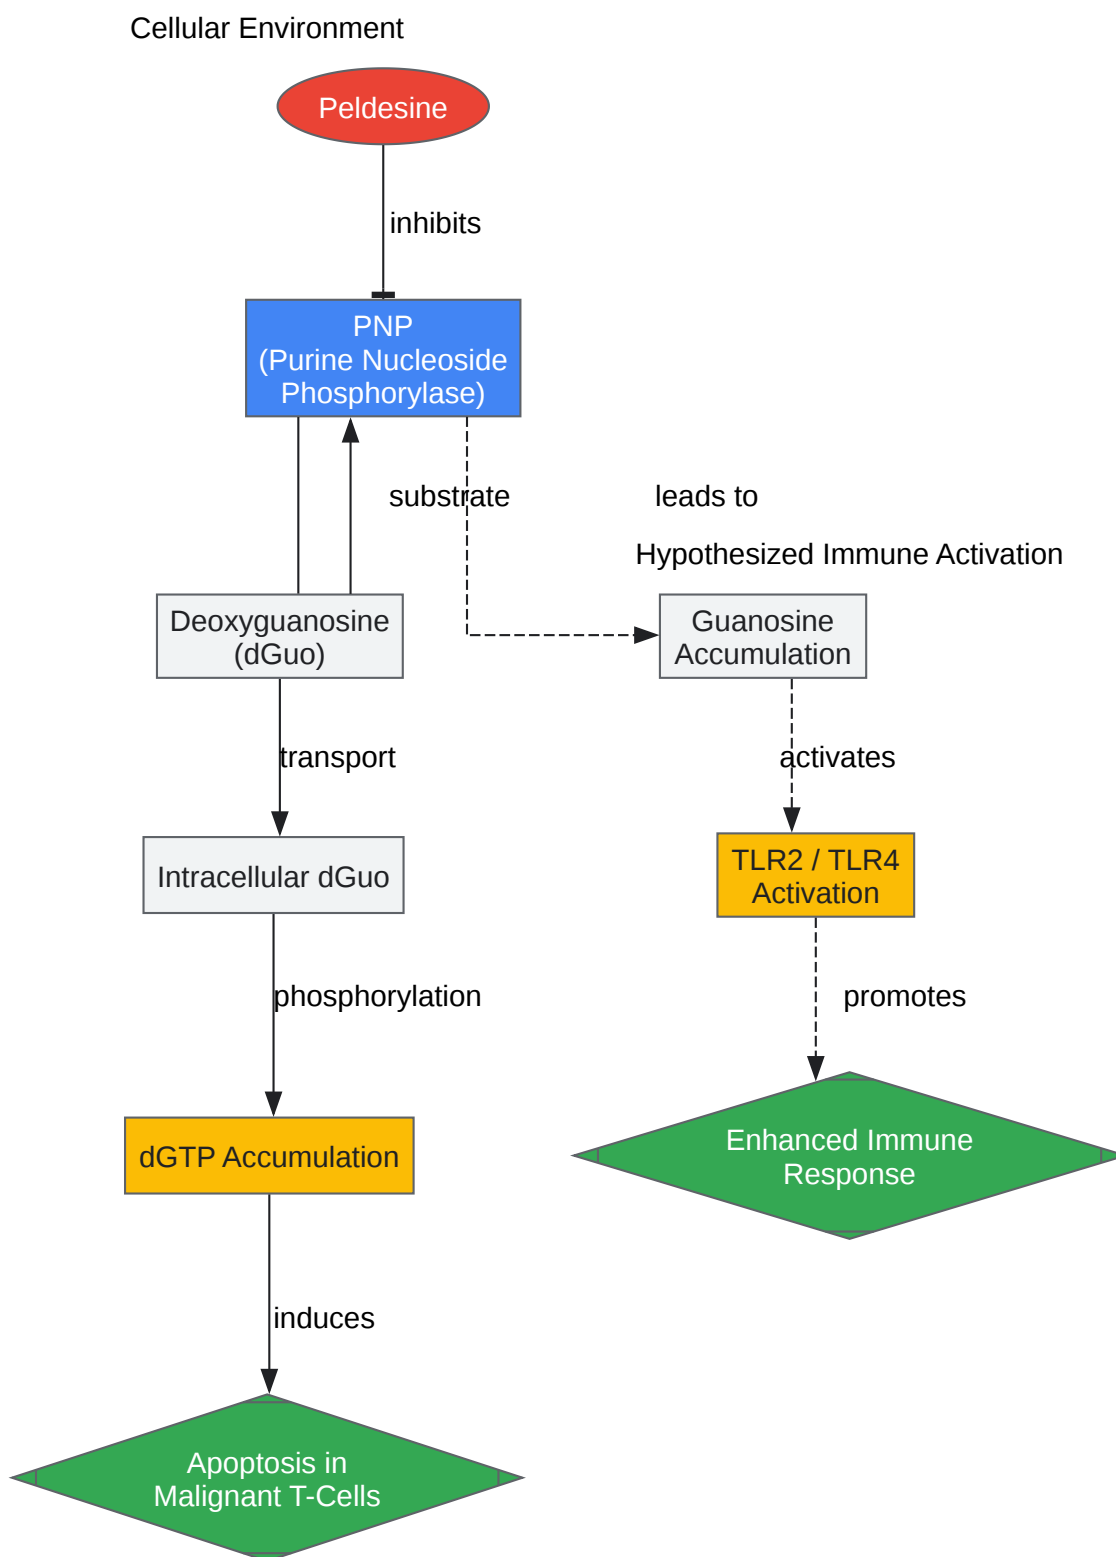 Cellular Environment
Peldesine
inhibits
PNP
(Purine Nucleoside
Phosphorylase)
substrate
leads to
Hypothesized Immune Activation
Deoxyguanosine
(dGuo)
Guanosine
Accumulation
transport
activates
Intracellular dGuo
TLR2 / TLR4
Activation
phosphorylation
promotes
dGTP Accumulation
Enhanced Immune
Response
induces
Apoptosis in
Malignant T-Cells